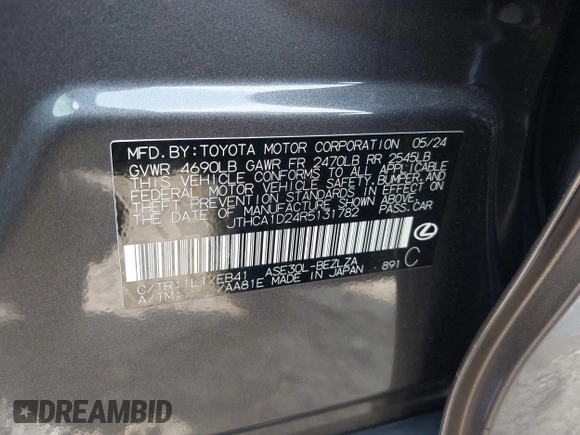 MFD.BY:TOYOTA MOTOR CORPORATION 05/24
GVWR 4690LB GAWR FR 2470LB RR 2545LB
THIS VEHICLE CONFORMS TO ALL APPLICABLE
FEDERAL MOTOR VEHICLE SAFETY,BUMPER,AND
THEFT PREVENTION STANDARDS IN EFFECT ON
THE DATE OF MANUFACTURE SHOWN ABOVE.
JTHCA1D24R5131782 PASS.CAR
ASE30L-BEZLZA
C/TR: EB41 891 C
A/TM: /AA81E MADE IN JAPAN
DREAMBID